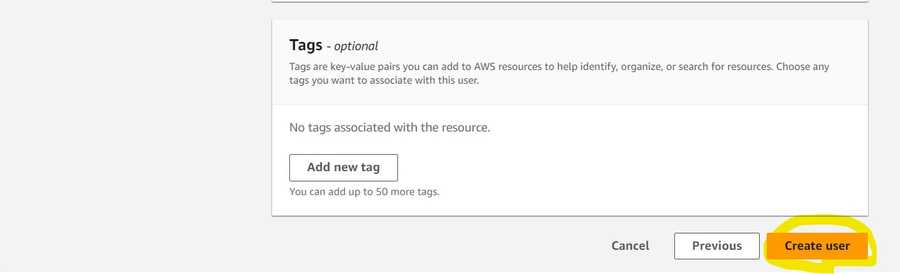 Tags - optional
Tags are key-value pairs you can add to AWS resources to help identify, organize, or search for resources. Choose any
tags you want to associate with this user.
No tags associated with the resource.
Add new tag
You can add up to 50 more tags.
Cancel Previous Create user